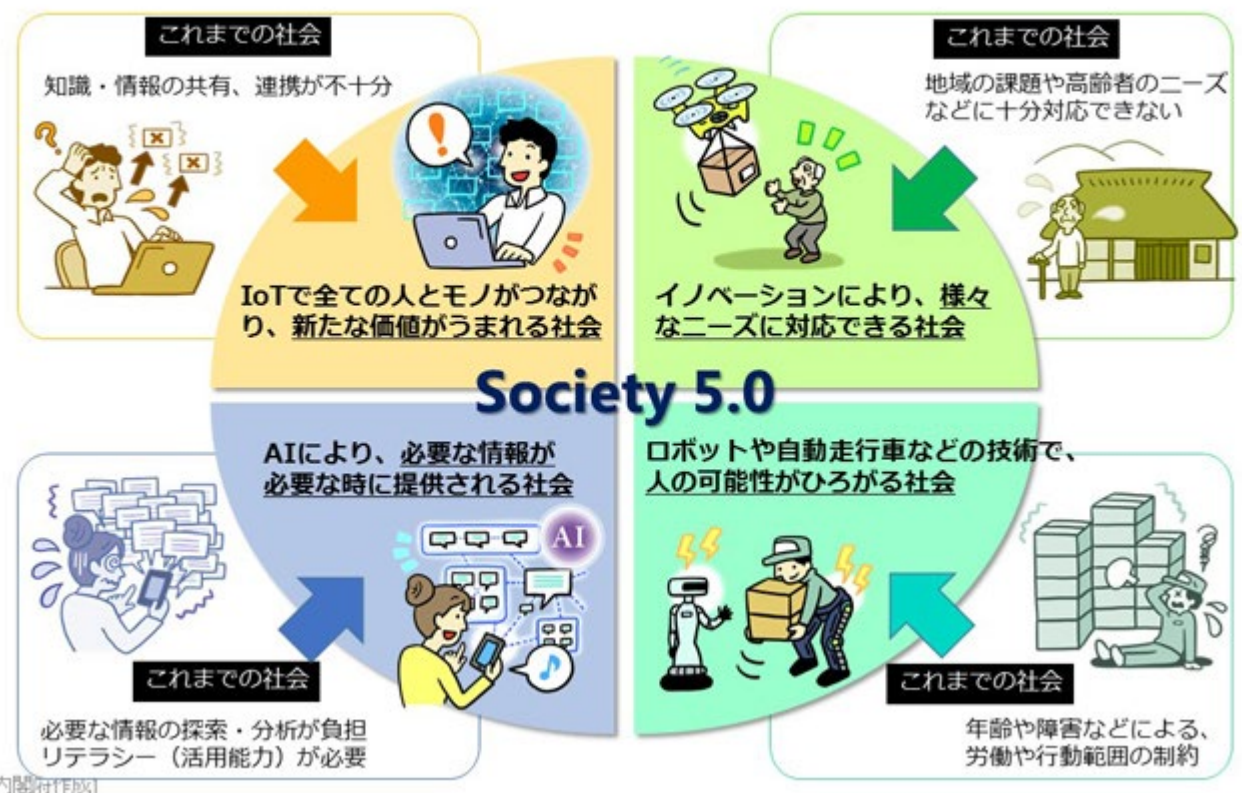 これまでの社会
知識・情報の共有、連携が不十分
IoTで全ての人とモノがつなが
り、新たな価値がうまれる社会
これまでの社会
地域の課題や高齢者のニーズ
などに十分対応できない
イノベーションにより、様々
なニーズに対応できる社会
Society 5.0
AIにより、必要な情報が
必要な時に提供される社会
AI
これまでの社会
必要な情報の探索・分析が負担
リテラシー（活用能力）が必要
ロボットや自動走行車などの技術で、
人の可能性がひろがる社会
これまでの社会
年齢や障害などによる、
労働や行動範囲の制約
内閣府作成]